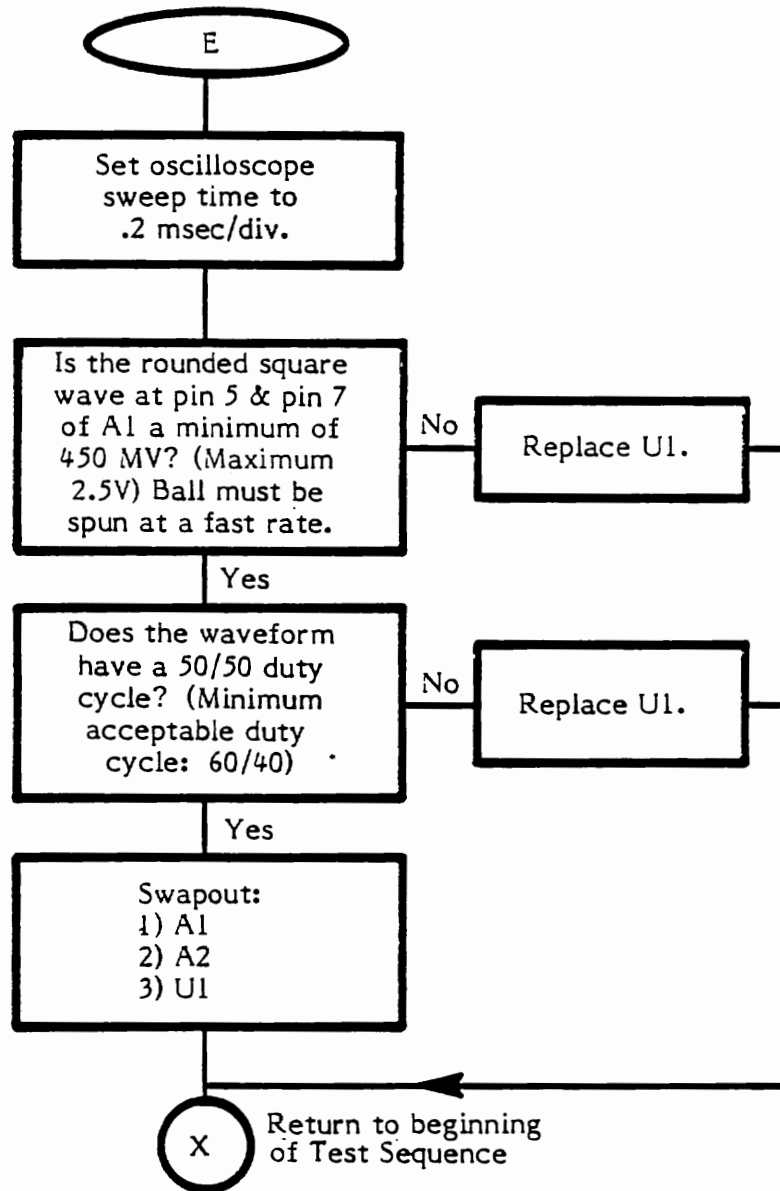 E
Set oscilloscope
sweep time to
.2 msec/div.
Is the rounded square
wave at pin 5 & pin 7
of A1 a minimum of
450 MV? (Maximum
2.5V) Ball must be
spun at a fast rate.
No
Replace U1.
Yes
Does the waveform
have a 50/50 duty
cycle? (Minimum
acceptable duty
cycle: 60/40)
No
Replace U1.
Yes
Swapout:
1) A1
2) A2
3) U1
X
Return to beginning
of Test Sequence